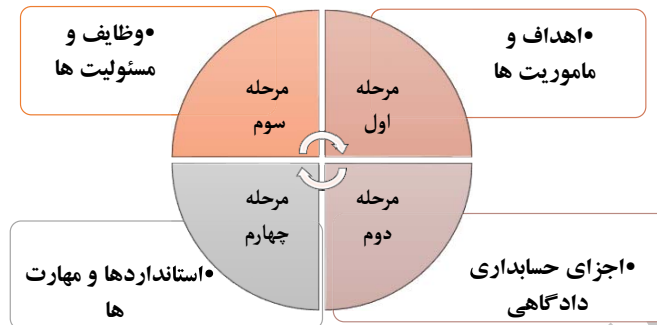 •اهداف و
ماموریت ها
مرحله
اول
•وظایف و
مسئولیت ها
مرحله
سوم
مرحله
دوم
•اجزای حسابداری
دادگاهی
مرحله
چهارم
•استانداردها و مهارت
ها